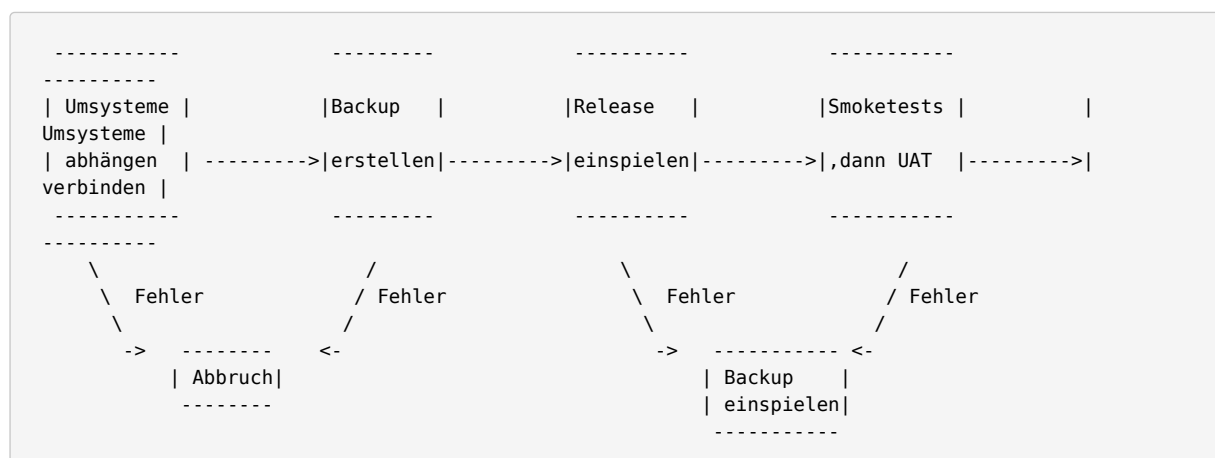 -----------               ---------              ----------              -----------
----------
| Umsysteme |             |Backup   |            |Release   |            |Smoketests |            |
Umsysteme |
| abhängen  | --------->|erstellen|--------->|einspielen|--------->|,dann UAT  |--------->|
verbinden |
 -----------               ---------              ----------              -----------
----------
    \                          /                        \                          /
     \  Fehler               / Fehler                  \  Fehler                / Fehler
      \                     /                            \                      /
       ->   --------    <-                              ->   ----------- <-
           | Abbruch|                                        | Backup    |
            --------                                         | einspielen|
                                                              -----------